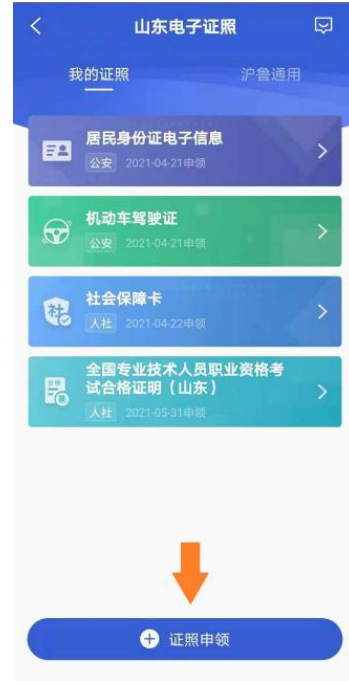 山东电子证照
我的证照
沪鲁通用
居民身份证电子信息
公安 2021-04-21申领
机动车驾驶证
公安 2021-04-21申领
社
社会保障卡
人社 2021-04-22申领
全国专业技术人员职业资格考
试合格证明（山东）
人社 2021-05-31申领
证照申领